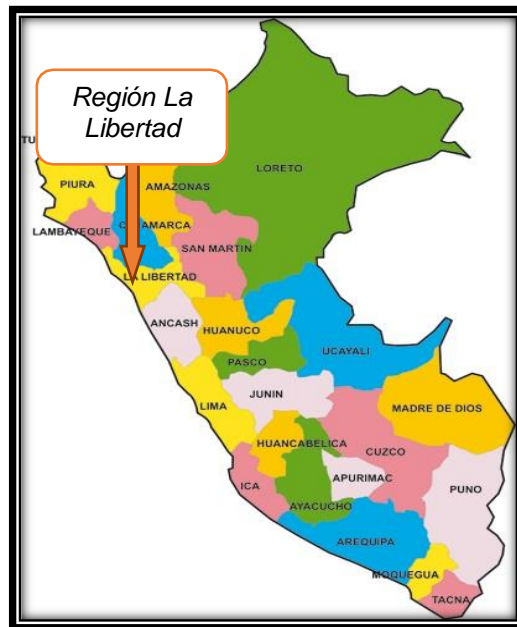 Región La
Libertad
TU
LORETO
PIURA
AMAZONAS
LAMBAYEQUE
C AMARCA
SAN MARTIN
LA LIBERTAD
ANCASH
HUANUCO
UCAYALI
PASCO
JUNIN
LIMA
MADRE DE DIOS
HUANCABELICA
CUZCO
ICA
APURIMAC
PUNO
AYACUCHO
AREQUIPA
MOQUEGUA
TACNA